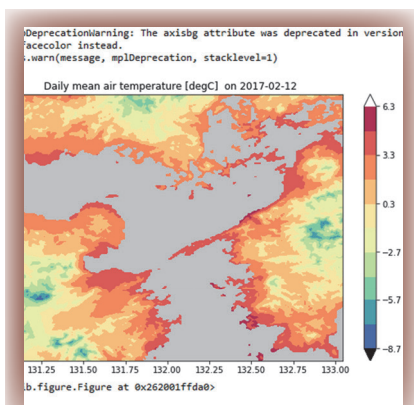 DeprecationWarning: The axisbg attribute was deprecated in version
facecolor instead.
s.warn(message, mplDeprecation, stacklevel=1)
Daily mean air temperature [degC] on 2017-02-12
6.3
3.3
0.3
−2.7
−5.7
−8.7
131.25 131.50 131.75 132.00 132.25 132.50 132.75 133.00
b.figure.Figure at 0x262001ffda0>